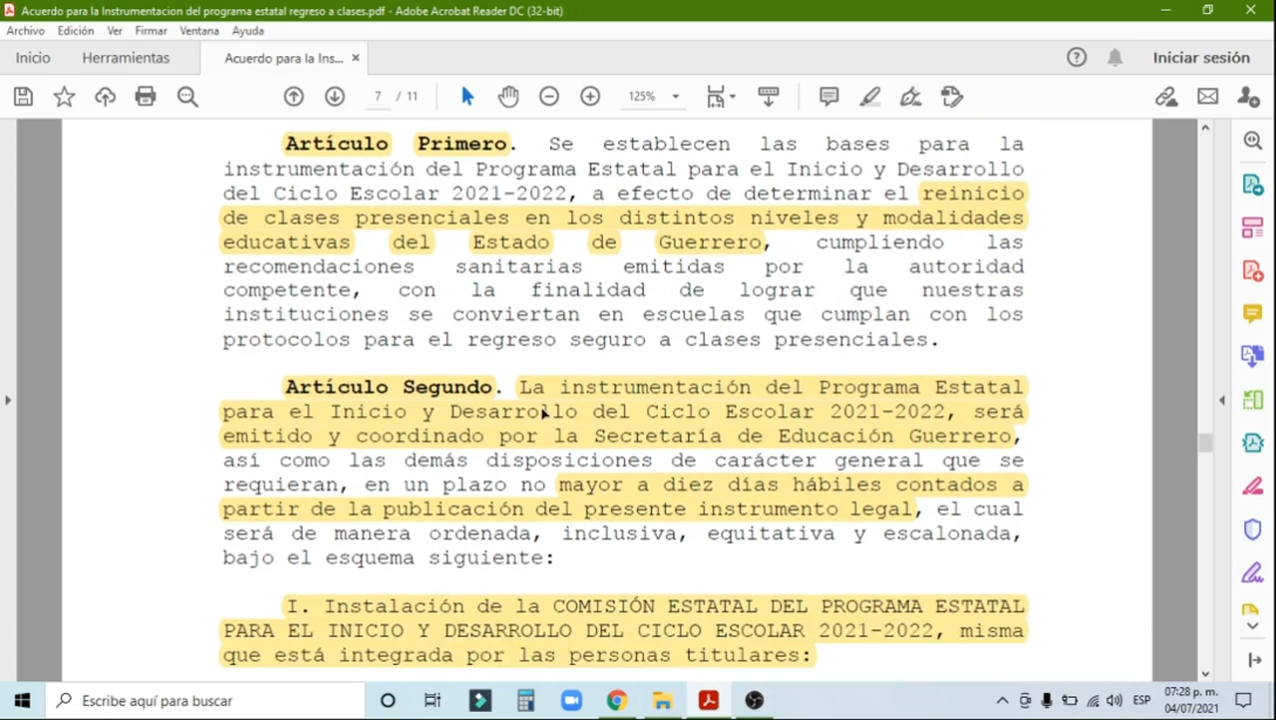 Acuerdo para la Instrumentacion del programa estatal regreso a clases.pdf - Adobe Acrobat Reader DC (32-bit)
Archivo Edición Ver Firmar Ventana Ayuda
Inicio Herramientas Acuerdo para la Ins... × Iniciar sesión
7 / 11 125%
Artículo Primero. Se establecen las bases para la
instrumentación del Programa Estatal para el Inicio y Desarrollo
del Ciclo Escolar 2021-2022, a efecto de determinar el reinicio
de clases presenciales en los distintos niveles y modalidades
educativas del Estado de Guerrero, cumpliendo las
recomendaciones sanitarias emitidas por la autoridad
competente, con la finalidad de lograr que nuestras
instituciones se conviertan en escuelas que cumplan con los
protocolos para el regreso seguro a clases presenciales.
Artículo Segundo. La instrumentación del Programa Estatal
para el Inicio y Desarrollo del Ciclo Escolar 2021-2022, será
emitido y coordinado por la Secretaría de Educación Guerrero,
así como las demás disposiciones de carácter general que se
requieran, en un plazo no mayor a diez días hábiles contados a
partir de la publicación del presente instrumento legal, el cual
será de manera ordenada, inclusiva, equitativa y escalonada,
bajo el esquema siguiente:
I. Instalación de la COMISIÓN ESTATAL DEL PROGRAMA ESTATAL
PARA EL INICIO Y DESARROLLO DEL CICLO ESCOLAR 2021-2022, misma
que está integrada por las personas titulares:
Escribe aquí para buscar
ESP
07:28 p. m.
04/07/2021